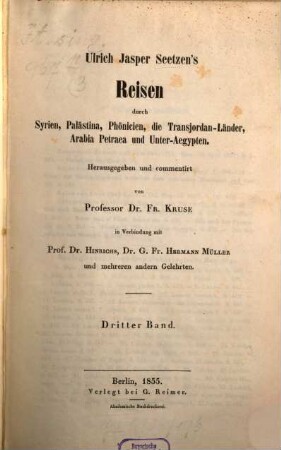 Ulrich Jasper Seetzen's
Reisen
durch
Syrien, Palästina, Phönicien, die Transjordan-Länder,
Arabia Petraea und Unter-Aegypten.
Herausgegeben und commentirt
von
Professor Dr. Fr. Kruse
in Verbindung mit
Prof. Dr. Hinrichs, Dr. G. Fr. Hermann Müller
und mehreren andern Gelehrten.
Dritter Band.
Berlin, 1855.
Verlegt bei G. Reimer.